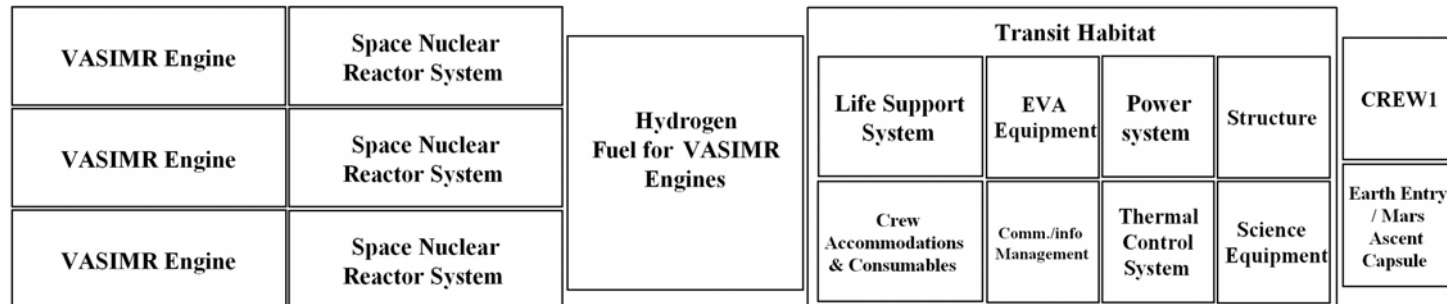 VASIMR Engine
Space Nuclear
Reactor System
VASIMR Engine
Space Nuclear
Reactor System
VASIMR Engine
Space Nuclear
Reactor System
Hydrogen
Fuel for VASIMR
Engines
Transit Habitat
Life Support
System
EVA
Equipment
Power
system
Structure
Crew
Accommodations
& Consumables
Comm./info
Management
Thermal
Control
System
Science
Equipment
CREW1
Earth Entry
/ Mars
Ascent
Capsule